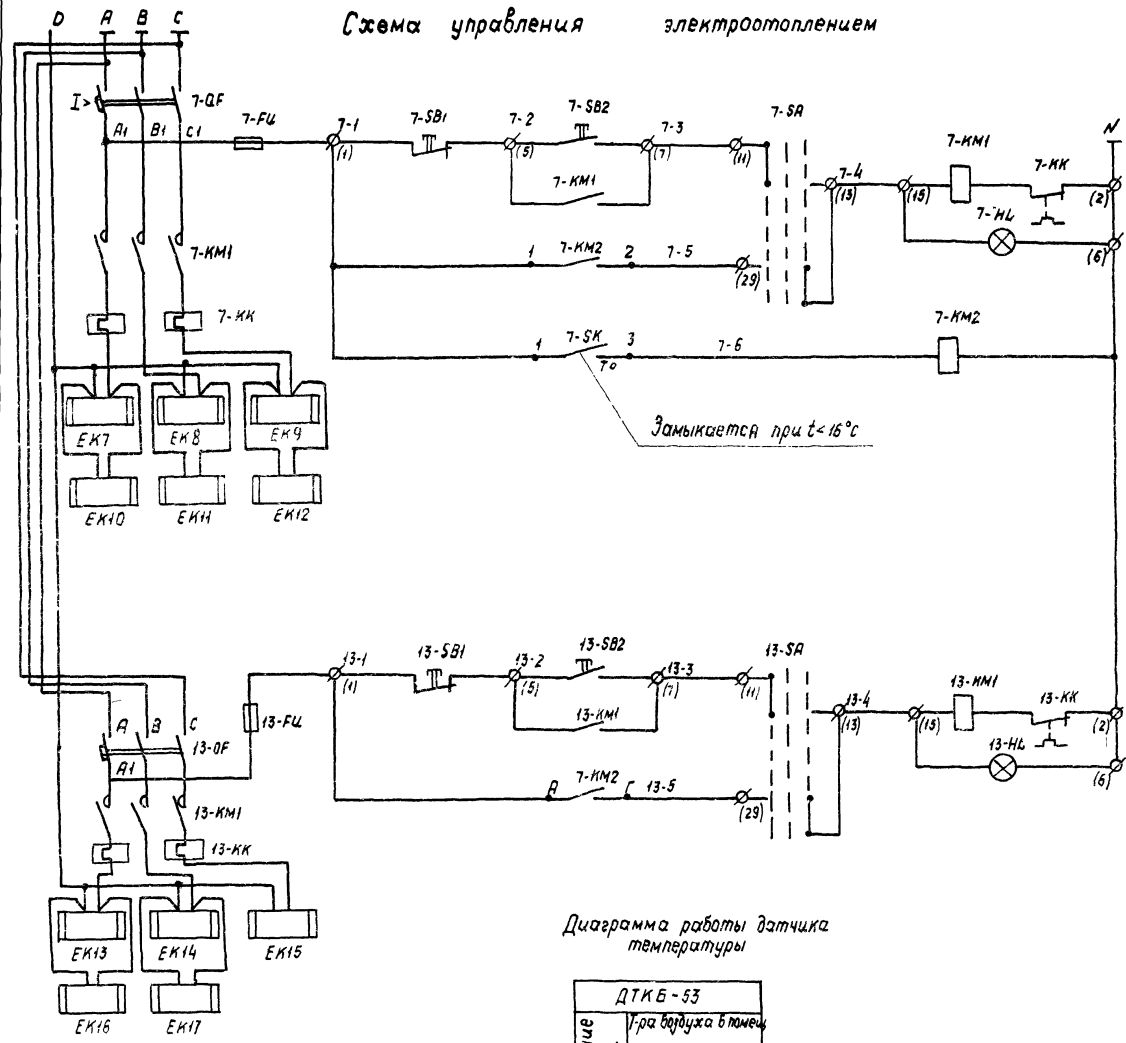 Схема управления электроотоплением
D A B C
I>
7-QF
A1 B1 C1
7-FU
7-1
(1)
7-SB1
7-2
(5)
7-SB2
7-3
(7)
(11)
7-SA
7-4
(13)
(15)
7-KM1
7-KK
N
(2)
7-KM1
7-HL
(6)
7-KM1
1
7-KM2
2
7-5
(29)
7-KK
1
7-SK
T°
3
7-6
7-KM2
Замыкается при t<16°c
EK7
EK8
EK9
EK10
EK11
EK12
13-1
(1)
13-SB1
13-2
(5)
13-SB2
13-3
(7)
(11)
13-SA
13-4
(13)
(15)
13-KM1
13-KK
(2)
A B C
13-FU
13-KM1
13-QF
13-HL
(6)
A1
A
7-KM2
C
13-5
(29)
13-KM1
13-KK
EK13
EK14
EK15
EK16
EK17
Диаграмма работы датчика
температуры
ДТКБ-53
Т-ра воздуха в помещ
ние